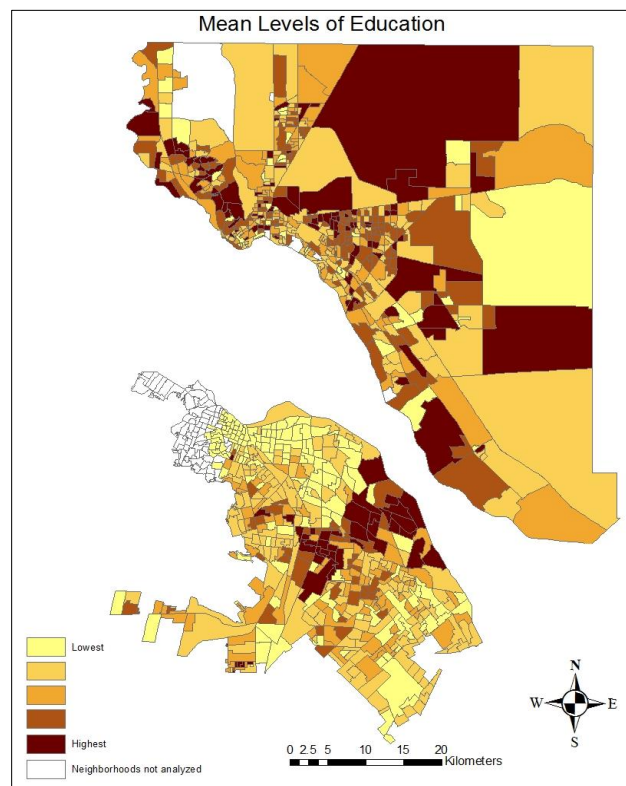 Mean Levels of Education
Lowest
Highest
Neighborhoods not analyzed
N
W E
S
0 2.5 5 10 15 20
Kilometers